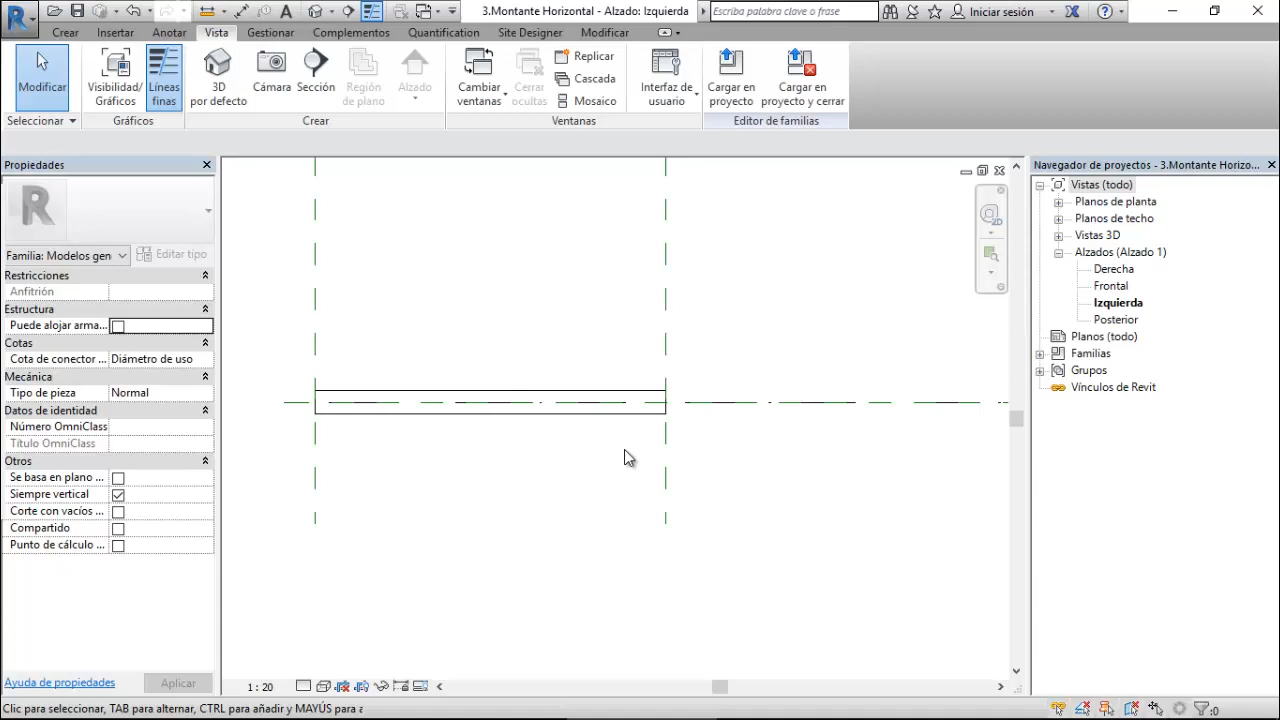 3.Montante Horizontal - Alzado: Izquierda
Escriba palabra clave o frase
Iniciar sesión
Crear
Insertar
Anotar
Vista
Gestionar
Complementos
Quantification
Site Designer
Modificar
Modificar
Visibilidad/
Gráficos
Líneas
finas
3D
por defecto
Cámara
Sección
Región
de plano
Alzado
Cambiar
ventanas
Cerrar
ocultas
Replicar
Cascada
Mosaico
Interfaz de
usuario
Cargar en
proyecto
Cargar en
proyecto y cerrar
Seleccionar
Gráficos
Crear
Ventanas
Editor de familias
Propiedades
Familia: Modelos gen
Editar tipo
Restricciones
Anfitrión
Estructura
Puede alojar arma...
Cotas
Cota de conector ... Diámetro de uso
Mecánica
Tipo de pieza Normal
Datos de identidad
Número OmniClass
Título OmniClass
Otros
Se basa en plano ...
Siempre vertical
Corte con vacíos ...
Compartido
Punto de cálculo ...
Ayuda de propiedades
Aplicar
2D
1 : 20
Navegador de proyectos - 3.Montante Horizo...
Vistas (todo)
Planos de planta
Planos de techo
Vistas 3D
Alzados (Alzado 1)
Derecha
Frontal
Izquierda
Posterior
Planos (todo)
Familias
Grupos
Vínculos de Revit
Clic para seleccionar, TAB para alternar, CTRL para añadir y MAYÚS para a
:0